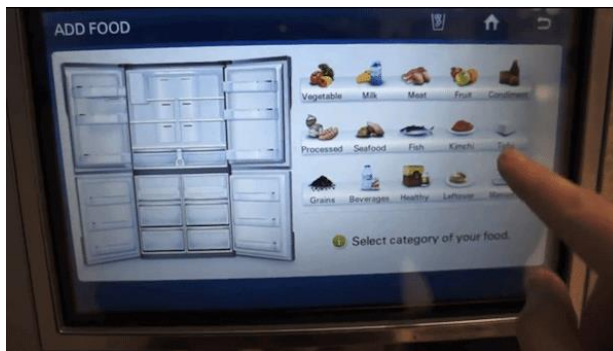 ADD FOOD
Vegetable Milk Meat Fruit Condiment
Processed Seafood Fish Kimchi Tofu
Grains Beverages Healthy Leftover
Select category of your food.